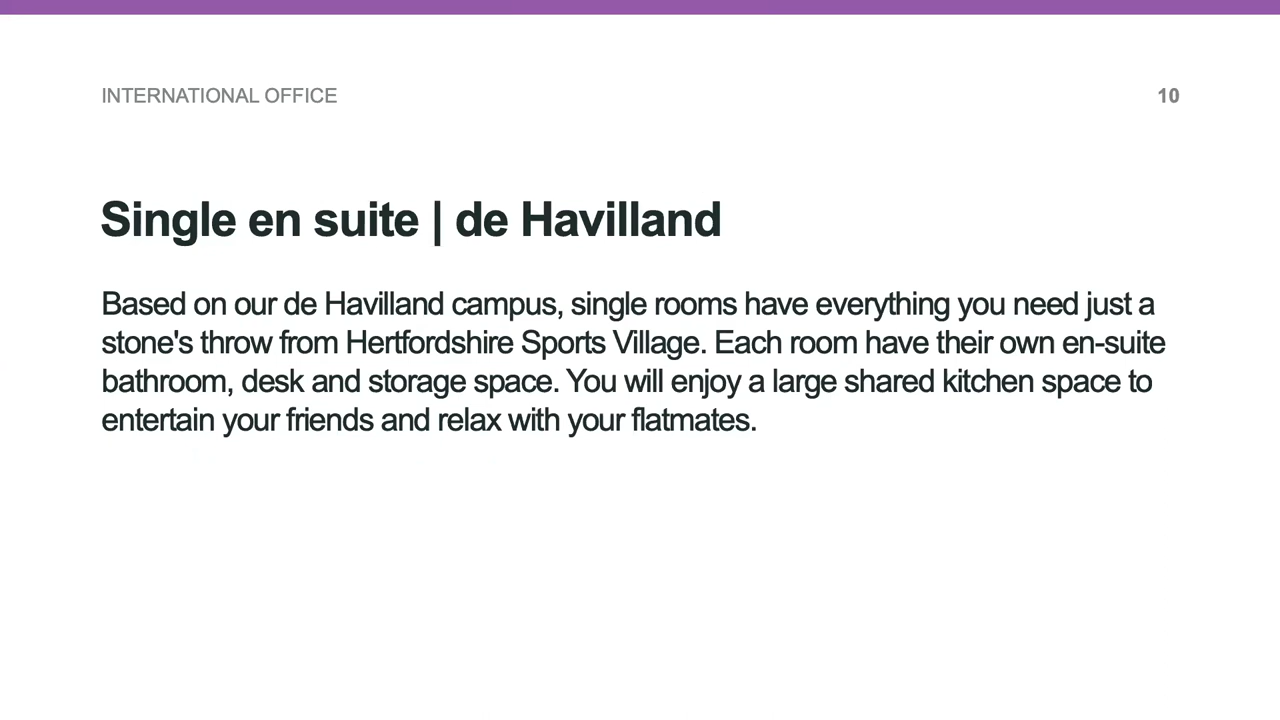 INTERNATIONAL OFFICE
10
Single en suite | de Havilland
Based on our de Havilland campus, single rooms have everything you need just a
stone's throw from Hertfordshire Sports Village. Each room have their own en-suite
bathroom, desk and storage space. You will enjoy a large shared kitchen space to
entertain your friends and relax with your flatmates.